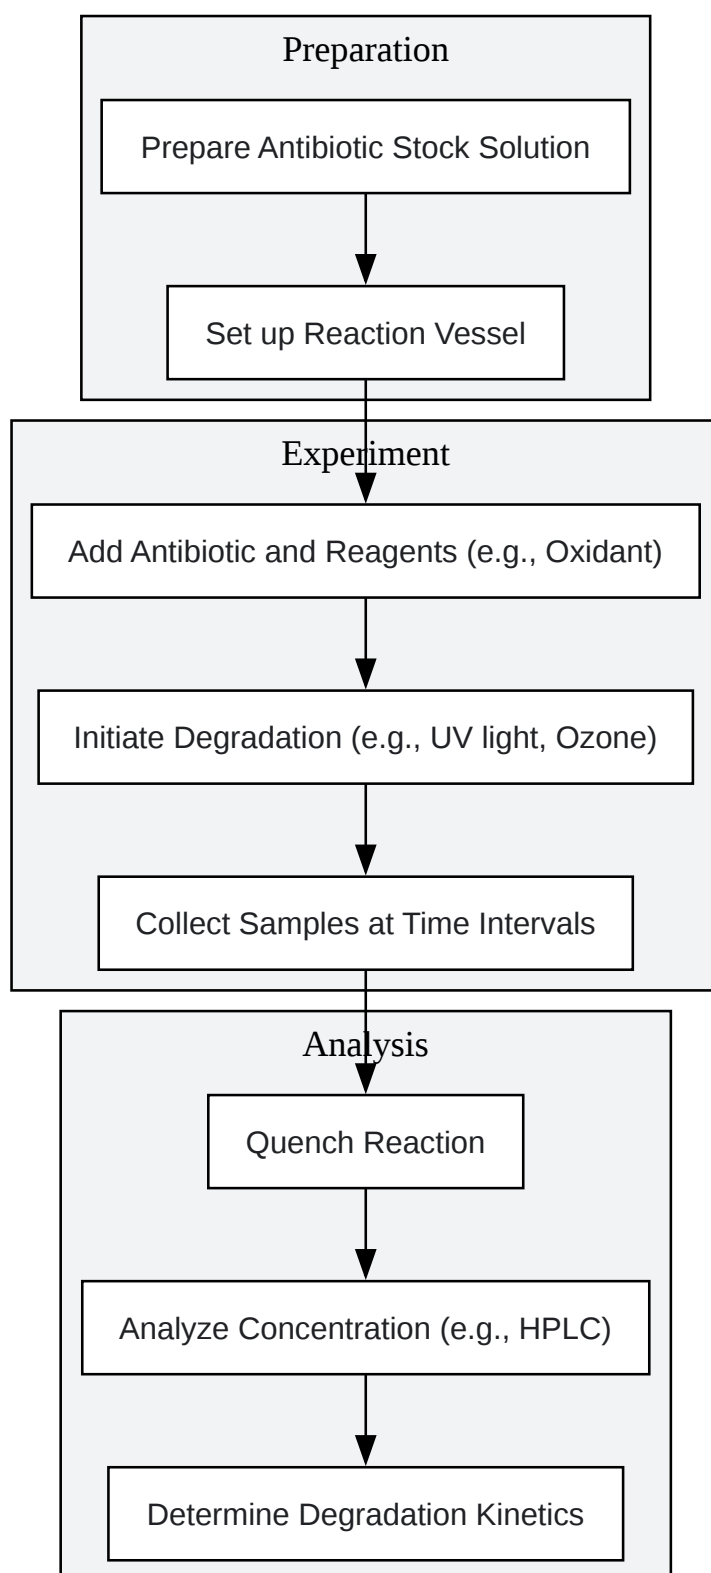 Preparation
Prepare Antibiotic Stock Solution
Set up Reaction Vessel
Experiment
Add Antibiotic and Reagents (e.g., Oxidant)
Initiate Degradation (e.g., UV light, Ozone)
Collect Samples at Time Intervals
Analysis
Quench Reaction
Analyze Concentration (e.g., HPLC)
Determine Degradation Kinetics